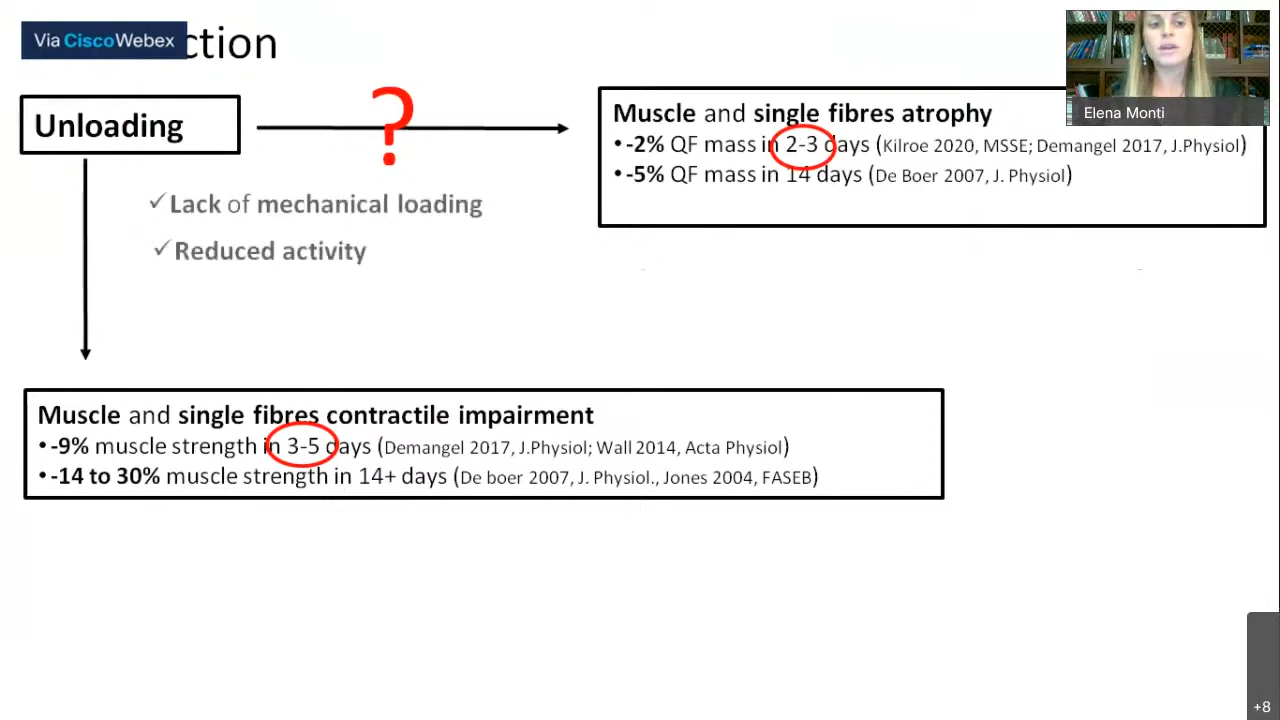 Via CiscoWebex
ction
Elena Monti
Unloading
?
Muscle and single fibres atrophy
•-2% QF mass in 2-3 days (Kilroe 2020, MSSE; Demangel 2017, J.Physiol)
•-5% QF mass in 14 days (De Boer 2007, J. Physiol)
✓Lack of mechanical loading
✓Reduced activity
Muscle and single fibres contractile impairment
•-9% muscle strength in 3-5 days (Demangel 2017, J.Physiol; Wall 2014, Acta Physiol)
•-14 to 30% muscle strength in 14+ days (De boer 2007, J. Physiol., Jones 2004, FASEB)
+8